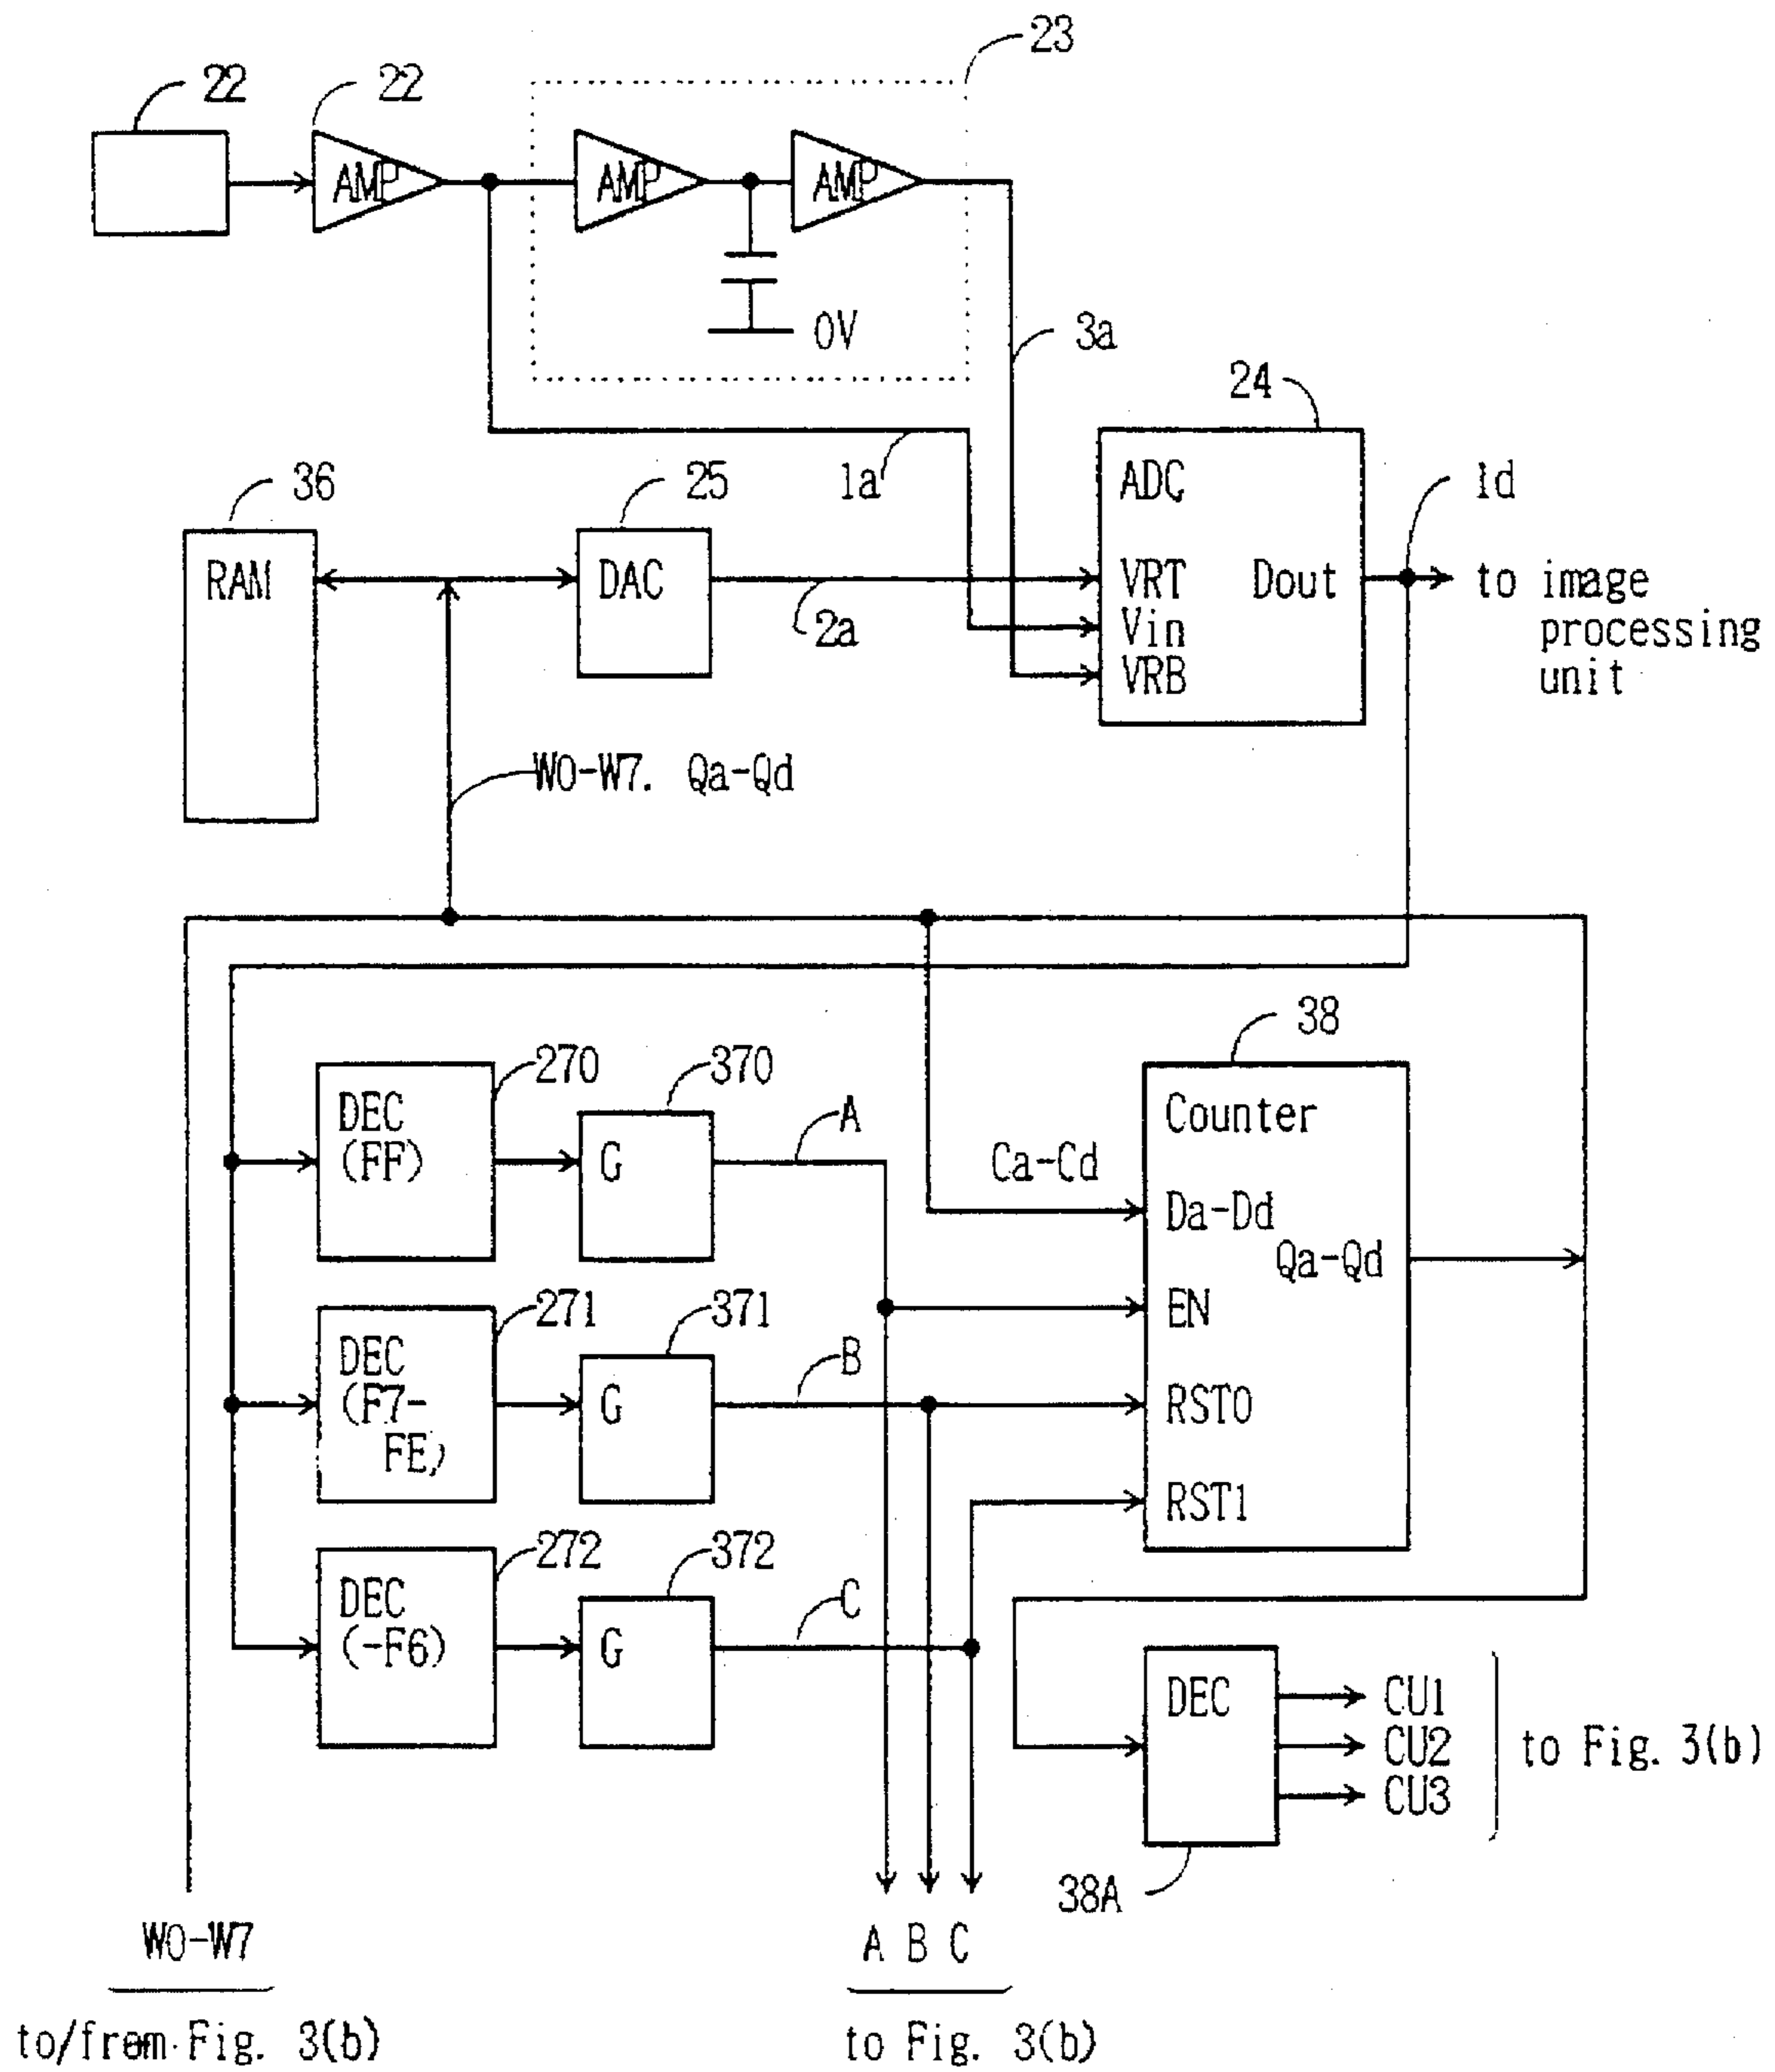 23
22
22
AMP
AMP
AMP
0V
3a
24
36
25
1a
ADC
1d
RAM
DAC
VRT
Dout
to image
processing
unit
2a
Vin
VRB
W0-W7. Qa-Qd
38
270
370
DEC
(FF)
G
A
Counter
Ca-Cd
Da-Dd
Qa-Qd
271
371
EN
DEC
(F7-
FE)
G
B
RST0
272
372
RST1
DEC
(-F6)
G
C
DEC
CU1
CU2
CU3
to Fig. 3(b)
38A
W0-W7
A B C
to/from Fig. 3(b)
to Fig. 3(b)